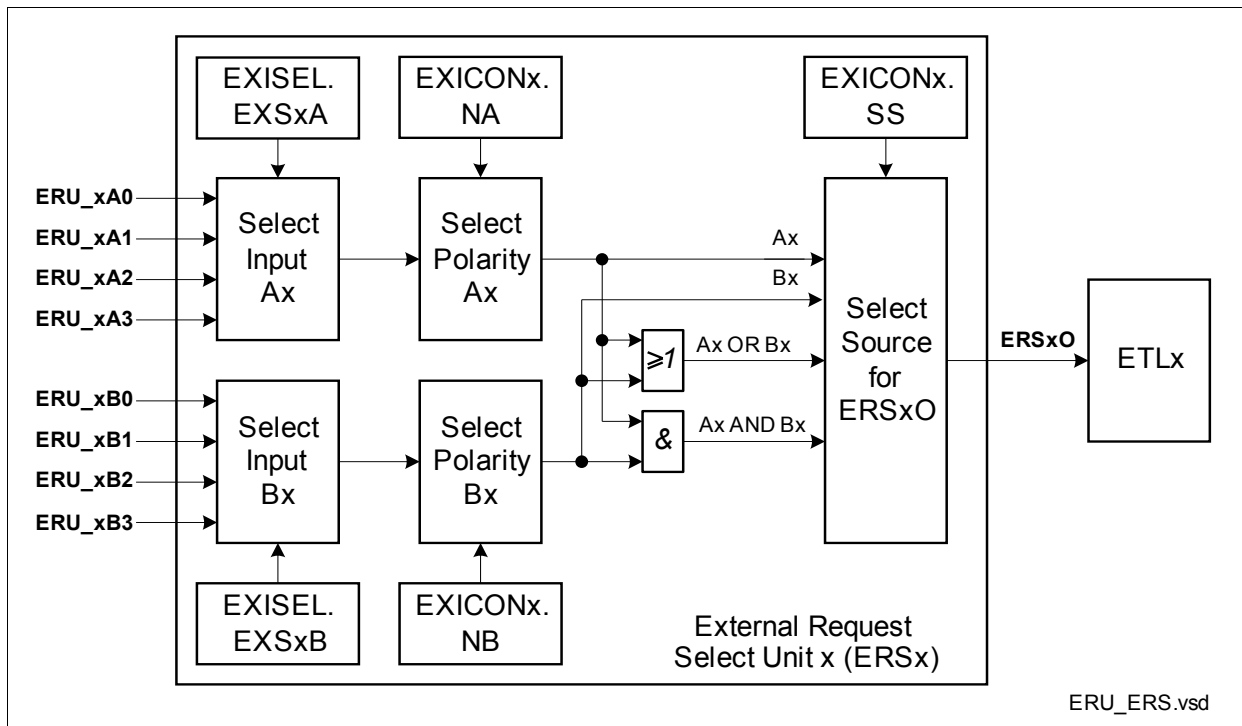 EXISEL.
EXSxA
EXICONx.
NA
EXICONx.
SS
ERU_xA0
ERU_xA1
ERU_xA2
ERU_xA3
Select
Input
Ax
Select
Polarity
Ax
Ax
Bx
Ax OR Bx
Ax AND Bx
≥1
&
Select
Source
for
ERSxO
ERSxO
ETLx
ERU_xB0
ERU_xB1
ERU_xB2
ERU_xB3
Select
Input
Bx
Select
Polarity
Bx
EXISEL.
EXSxB
EXICONx.
NB
External Request
Select Unit x (ERSx)
ERU_ERS.vsd